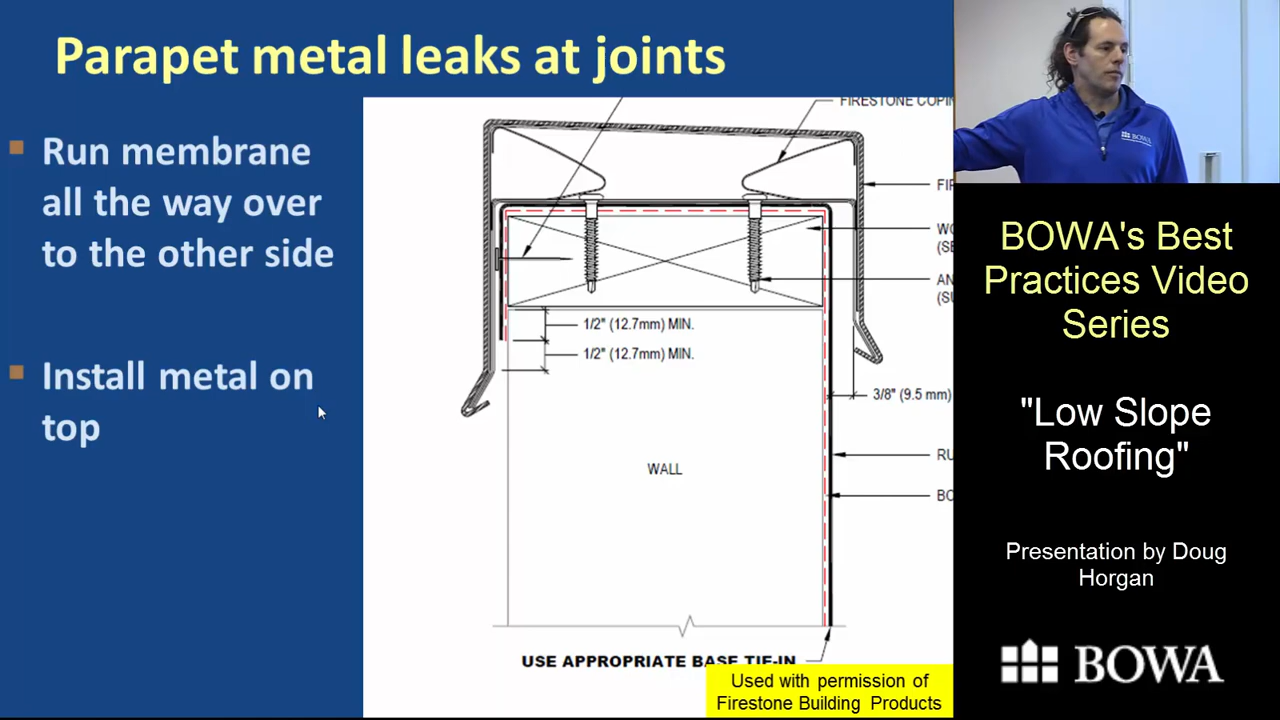 Parapet metal leaks at joints
Run membrane
all the way over
to the other side
Install metal on
top
FIRESTONE
1/2" (12.7mm) MIN.
1/2" (12.7mm) MIN.
3/8" (9.5 mm)
WALL
USE APPROPRIATE BASE TIE-IN
Used with permission of
Firestone Building Products
BOWA
BOWA's Best
Practices Video
Series
"Low Slope
Roofing"
Presentation by Doug
Horgan
BOWA